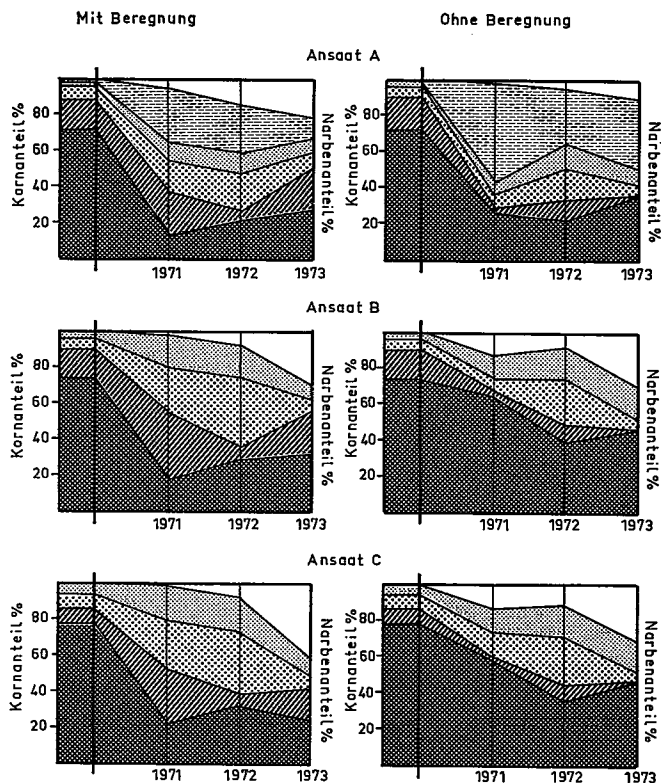 Mit Beregnung
Ohne Beregnung
Ansaat A
Kornanteil %
80
60
40
20
1971
1972
1973
Narbenanteil %
Kornanteil %
80
60
40
20
1971
1972
1973
Narbenanteil %
Ansaat B
Kornanteil %
80
60
40
20
1971
1972
1973
Narbenanteil %
Kornanteil %
80
60
40
20
1971
1972
1973
Narbenanteil %
Ansaat C
Kornanteil %
80
60
40
20
1971
1972
1973
Narbenanteil %
Kornanteil %
80
60
40
20
1971
1972
1973
Narbenanteil %